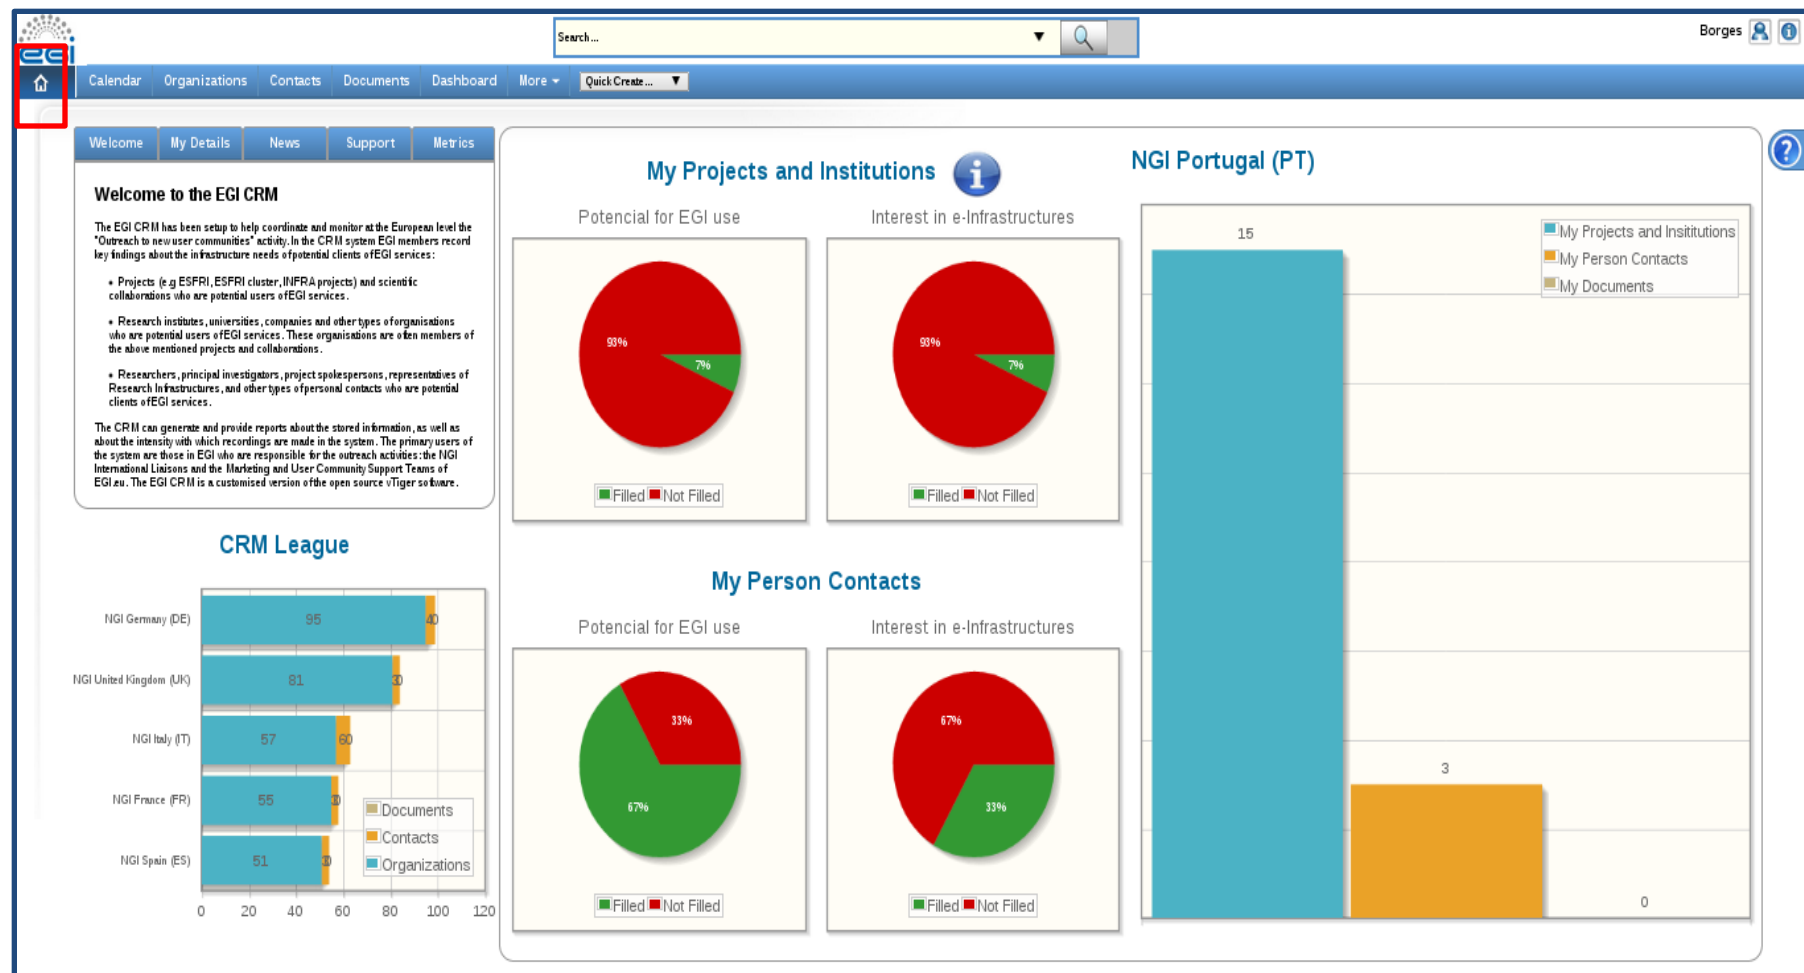 egi
Search...
Borges
Calendar Organizations Contacts Documents Dashboard More Quick Create...
Welcome My Details News Support Metrics
Welcome to the EGI CRM
The EGI CRM has been setup to help coordinate and monitor at the European level the
"Outreach to new user communities" activity. In the CRM system EGI members record
key findings about the infrastructure needs of potential clients of EGI services:
• Projects (e.g ESFRI, ESFRI cluster, INFRA projects) and scientific
collaborations who are potential users of EGI services.
• Research institutes, universities, companies and other types of organisations
who are potential users of EGI services. These organisations are often members of
the above mentioned projects and collaborations.
• Researchers, principal investigators, project spokespersons, representatives of
Research Infrastructures, and other types of personal contacts who are potential
clients of EGI services.
The CRM can generate and provide reports about the stored information, as well as
about the intensity with which recordings are made in the system. The primary users of
the system are those in EGI who are responsible for the outreach activities: the NGI
International Liaisons and the Marketing and User Community Support Teams of
EGI.eu. The EGI CRM is a customised version of the open source vTiger software.
CRM League
NGI Germany (DE) 95 4 0
NGI United Kingdom (UK) 81 3 0
NGI Italy (IT) 57 6 0
NGI France (FR) 55 3 0
NGI Spain (ES) 51 3 0
Documents
Contacts
Organizations
0 20 40 60 80 100 120
My Projects and Institutions
Potencial for EGI use Interest in e-Infrastructures
93% 7% 93% 7%
Filled Not Filled Filled Not Filled
My Person Contacts
Potencial for EGI use Interest in e-Infrastructures
33% 67% 67% 33%
Filled Not Filled Filled Not Filled
NGI Portugal (PT)
15
My Projects and Insititutions
My Person Contacts
My Documents
3
0